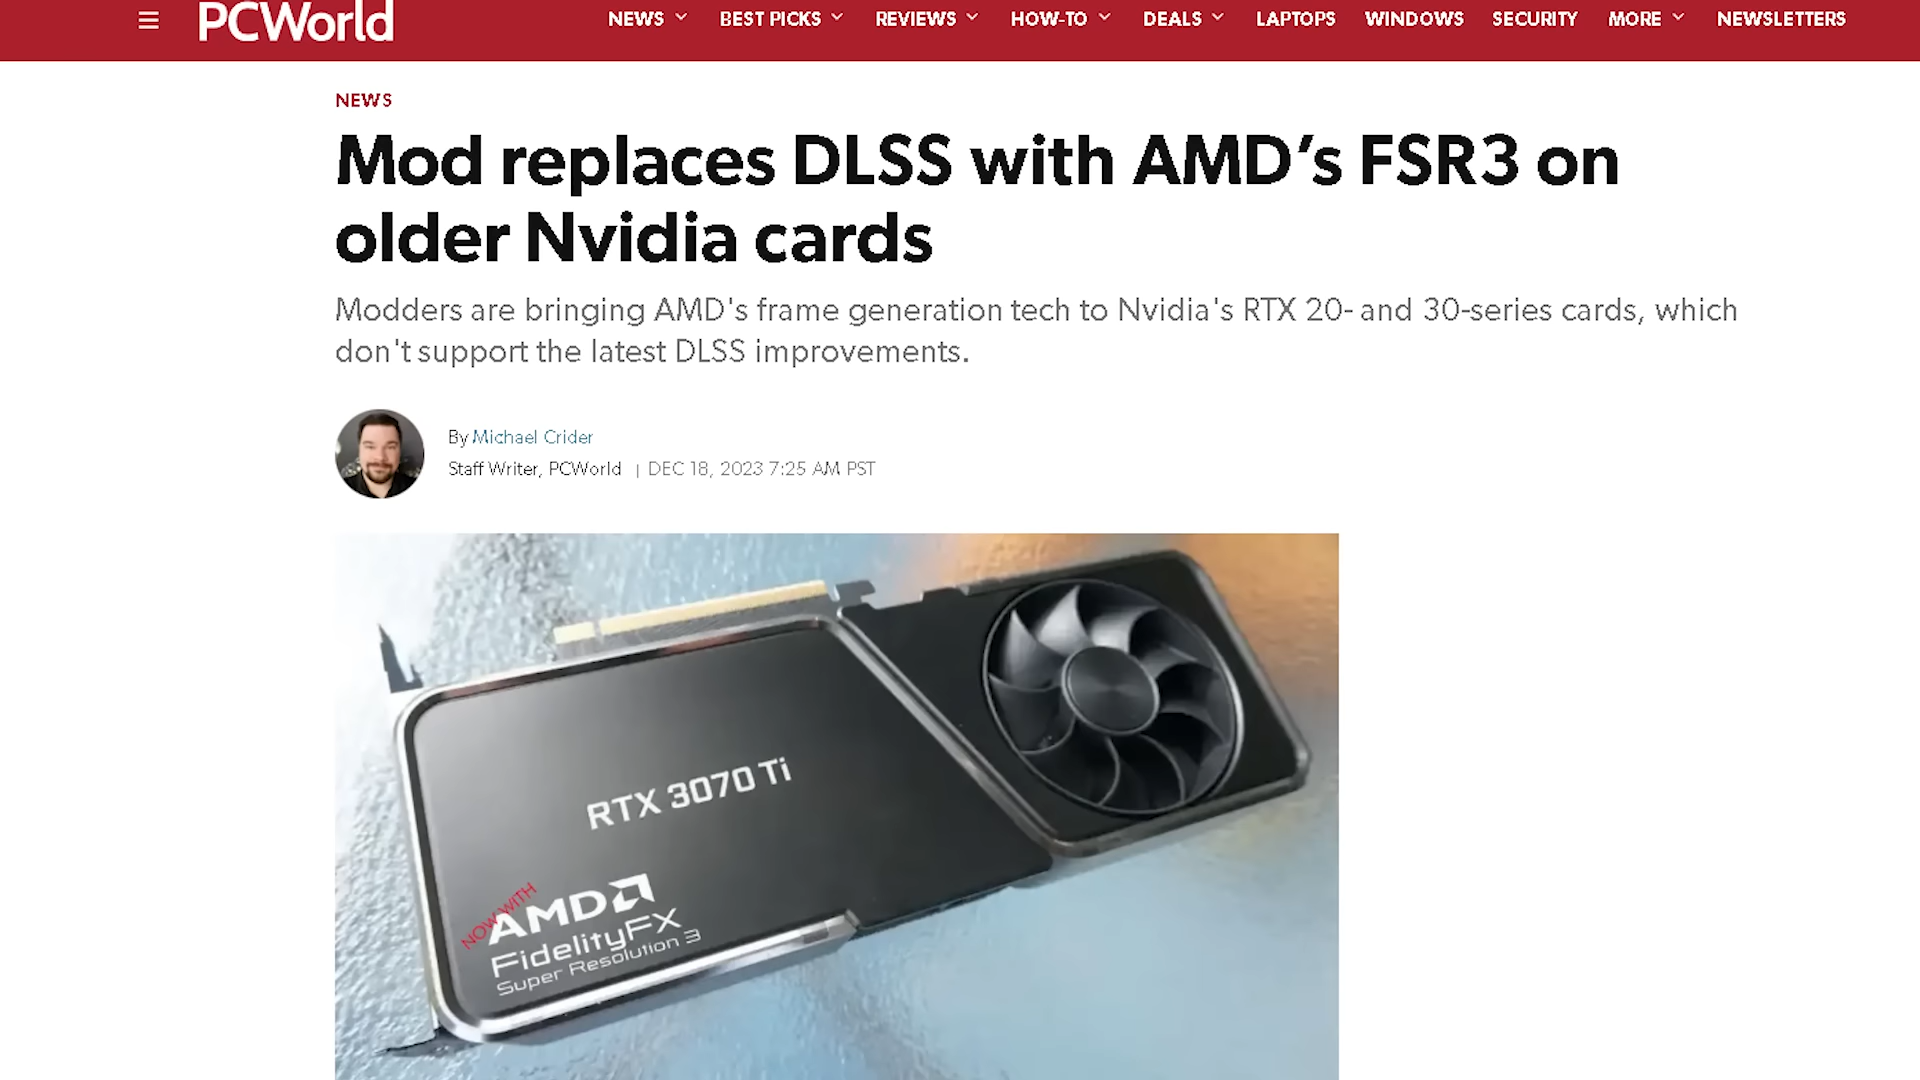 PCWorld
NEWS BEST PICKS REVIEWS HOW-TO DEALS LAPTOPS WINDOWS SECURITY MORE NEWSLETTERS
NEWS
Mod replaces DLSS with AMD’s FSR3 on
older Nvidia cards
Modders are bringing AMD's frame generation tech to Nvidia's RTX 20- and 30-series cards, which
don't support the latest DLSS improvements.
By Michael Crider
Staff Writer, PCWorld | DEC 18, 2023 7:25 AM PST
RTX 3070 Ti
NOW WITH
AMD
FidelityFX
Super Resolution 3